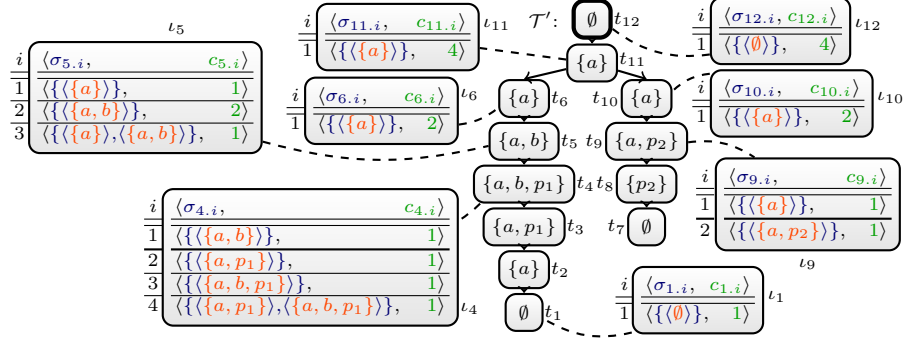 ι₅
i ⟨σ₅.ᵢ, c₅.ᵢ⟩
1 ⟨{⟨{a}⟩}, 1⟩
2 ⟨{⟨{a, b}⟩}, 2⟩
3 ⟨{⟨{a}⟩,⟨{a, b}⟩}, 1⟩
i ⟨σ₁₁.ᵢ, c₁₁.ᵢ⟩ ι₁₁
1 ⟨{⟨{a}⟩}, 4⟩
𝒯′: ∅ t₁₂
i ⟨σ₁₂.ᵢ, c₁₂.ᵢ⟩ ι₁₂
1 ⟨{⟨∅⟩}, 4⟩
{a} t₁₁
i ⟨σ₆.ᵢ, c₆.ᵢ⟩ ι₆
1 ⟨{⟨{a}⟩}, 2⟩
{a} t₆ t₁₀ {a}
i ⟨σ₁₀.ᵢ, c₁₀.ᵢ⟩ ι₁₀
1 ⟨{⟨{a}⟩}, 2⟩
{a, b} t₅ t₉ {a, p₂}
{a, b, p₁} t₄ t₈ {p₂}
i ⟨σ₉.ᵢ, c₉.ᵢ⟩
1 ⟨{⟨{a}⟩}, 1⟩
2 ⟨{⟨{a, p₂}⟩}, 1⟩
ι₉
i ⟨σ₄.ᵢ, c₄.ᵢ⟩
1 ⟨{⟨{a, b}⟩}, 1⟩
2 ⟨{⟨{a, p₁}⟩}, 1⟩
3 ⟨{⟨{a, b, p₁}⟩}, 1⟩
4 ⟨{⟨{a, p₁}⟩,⟨{a, b, p₁}⟩}, 1⟩ ι₄
{a, p₁} t₃ t₇ ∅
{a} t₂
∅ t₁
i ⟨σ₁.ᵢ, c₁.ᵢ⟩ ι₁
1 ⟨{⟨∅⟩}, 1⟩